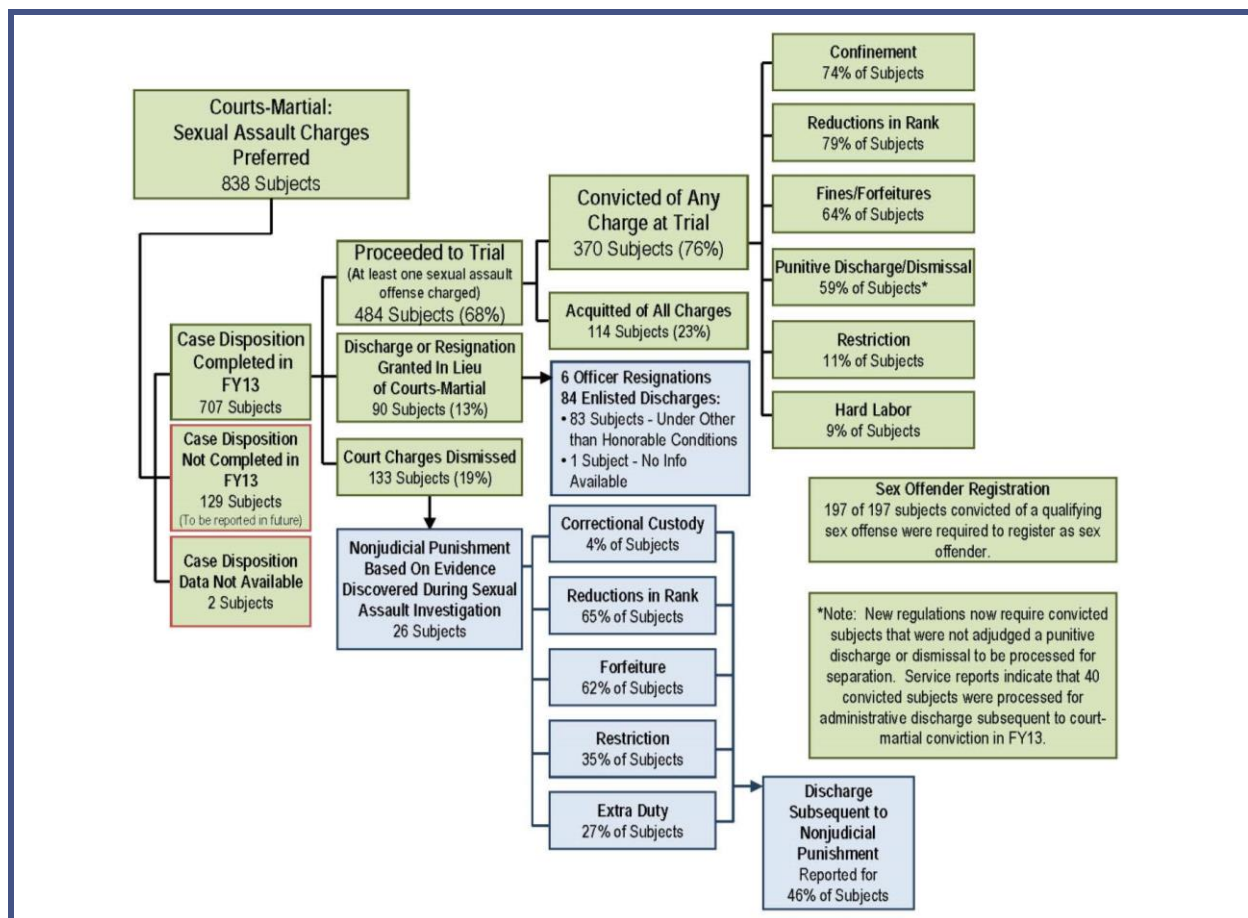 Courts-Martial:
Sexual Assault Charges
Preferred
838 Subjects
Case Disposition
Completed in
FY13
707 Subjects
Case Disposition
Not Completed in
FY13
129 Subjects
(To be reported in future)
Case Disposition
Data Not Available
2 Subjects
Proceeded to Trial
(At least one sexual assault
offense charged)
484 Subjects (68%)
Discharge or Resignation
Granted In Lieu
of Courts-Martial
90 Subjects (13%)
Court Charges Dismissed
133 Subjects (19%)
Nonjudicial Punishment
Based On Evidence
Discovered During Sexual
Assault Investigation
26 Subjects
Convicted of Any
Charge at Trial
370 Subjects (76%)
Acquitted of All Charges
114 Subjects (23%)
6 Officer Resignations
84 Enlisted Discharges:
• 83 Subjects - Under Other
than Honorable Conditions
• 1 Subject - No Info
Available
Correctional Custody
4% of Subjects
Reductions in Rank
65% of Subjects
Forfeiture
62% of Subjects
Restriction
35% of Subjects
Extra Duty
27% of Subjects
Confinement
74% of Subjects
Reductions in Rank
79% of Subjects
Fines/Forfeitures
64% of Subjects
Punitive Discharge/Dismissal
59% of Subjects*
Restriction
11% of Subjects
Hard Labor
9% of Subjects
Sex Offender Registration
197 of 197 subjects convicted of a qualifying
sex offense were required to register as sex
offender.
*Note: New regulations now require convicted
subjects that were not adjudged a punitive
discharge or dismissal to be processed for
separation. Service reports indicate that 40
convicted subjects were processed for
administrative discharge subsequent to court-
martial conviction in FY13.
Discharge
Subsequent to
Nonjudicial
Punishment
Reported for
46% of Subjects